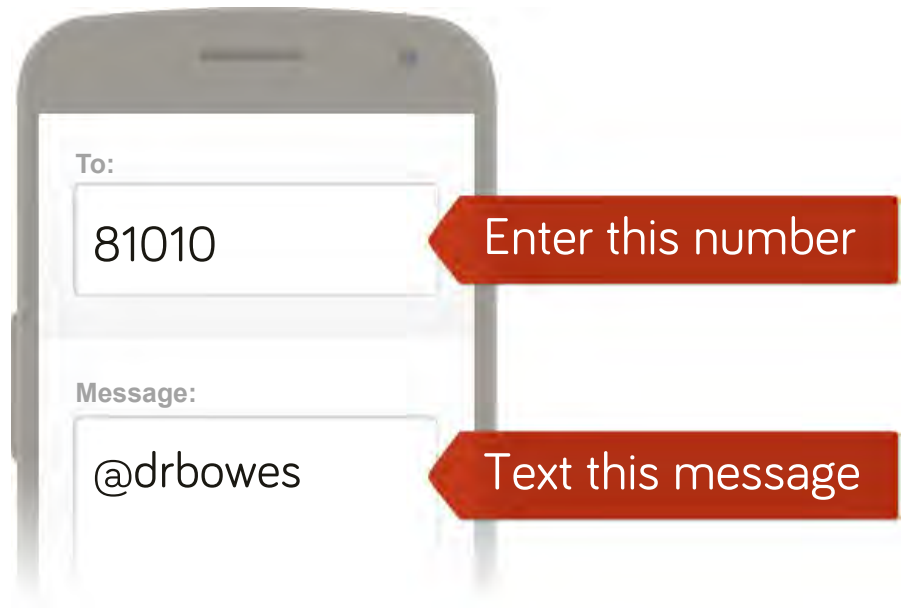 To:
81010
Enter this number
Message:
@drbowes
Text this message